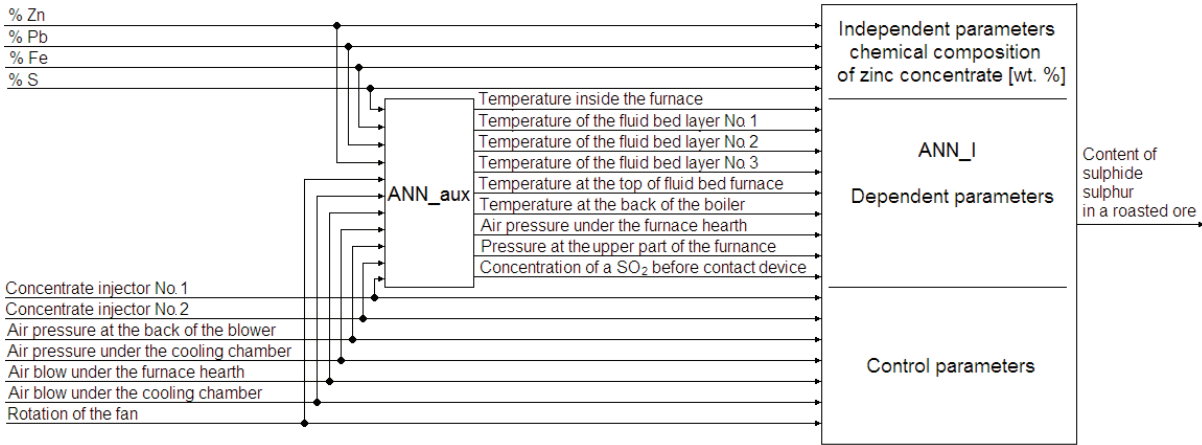 % Zn
% Pb
% Fe
% S
Independent parameters
chemical composition
of zinc concentrate [wt. %]
Temperature inside the furnace
Temperature of the fluid bed layer No.1
Temperature of the fluid bed layer No.2
Temperature of the fluid bed layer No.3
Temperature at the top of fluid bed furnace
Temperature at the back of the boiler
Air pressure under the furnace hearth
Pressure at the upper part of the furnance
Concentration of a SO₂ before contact device
ANN_aux
ANN_I
Dependent parameters
Content of
sulphide
sulphur
in a roasted ore
Concentrate injector No.1
Concentrate injector No.2
Air pressure at the back of the blower
Air pressure under the cooling chamber
Air blow under the furnace hearth
Air blow under the cooling chamber
Rotation of the fan
Control parameters